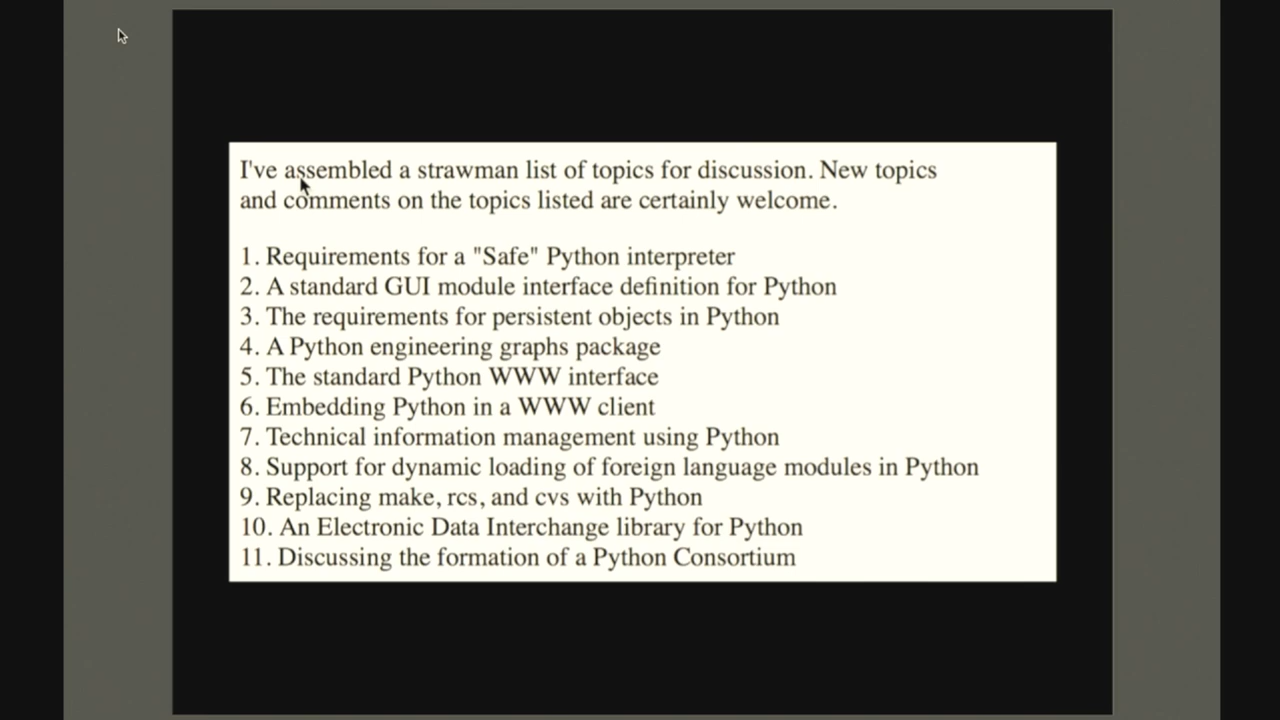 I've assembled a strawman list of topics for discussion. New topics
and comments on the topics listed are certainly welcome.
1. Requirements for a "Safe" Python interpreter
2. A standard GUI module interface definition for Python
3. The requirements for persistent objects in Python
4. A Python engineering graphs package
5. The standard Python WWW interface
6. Embedding Python in a WWW client
7. Technical information management using Python
8. Support for dynamic loading of foreign language modules in Python
9. Replacing make, rcs, and cvs with Python
10. An Electronic Data Interchange library for Python
11. Discussing the formation of a Python Consortium